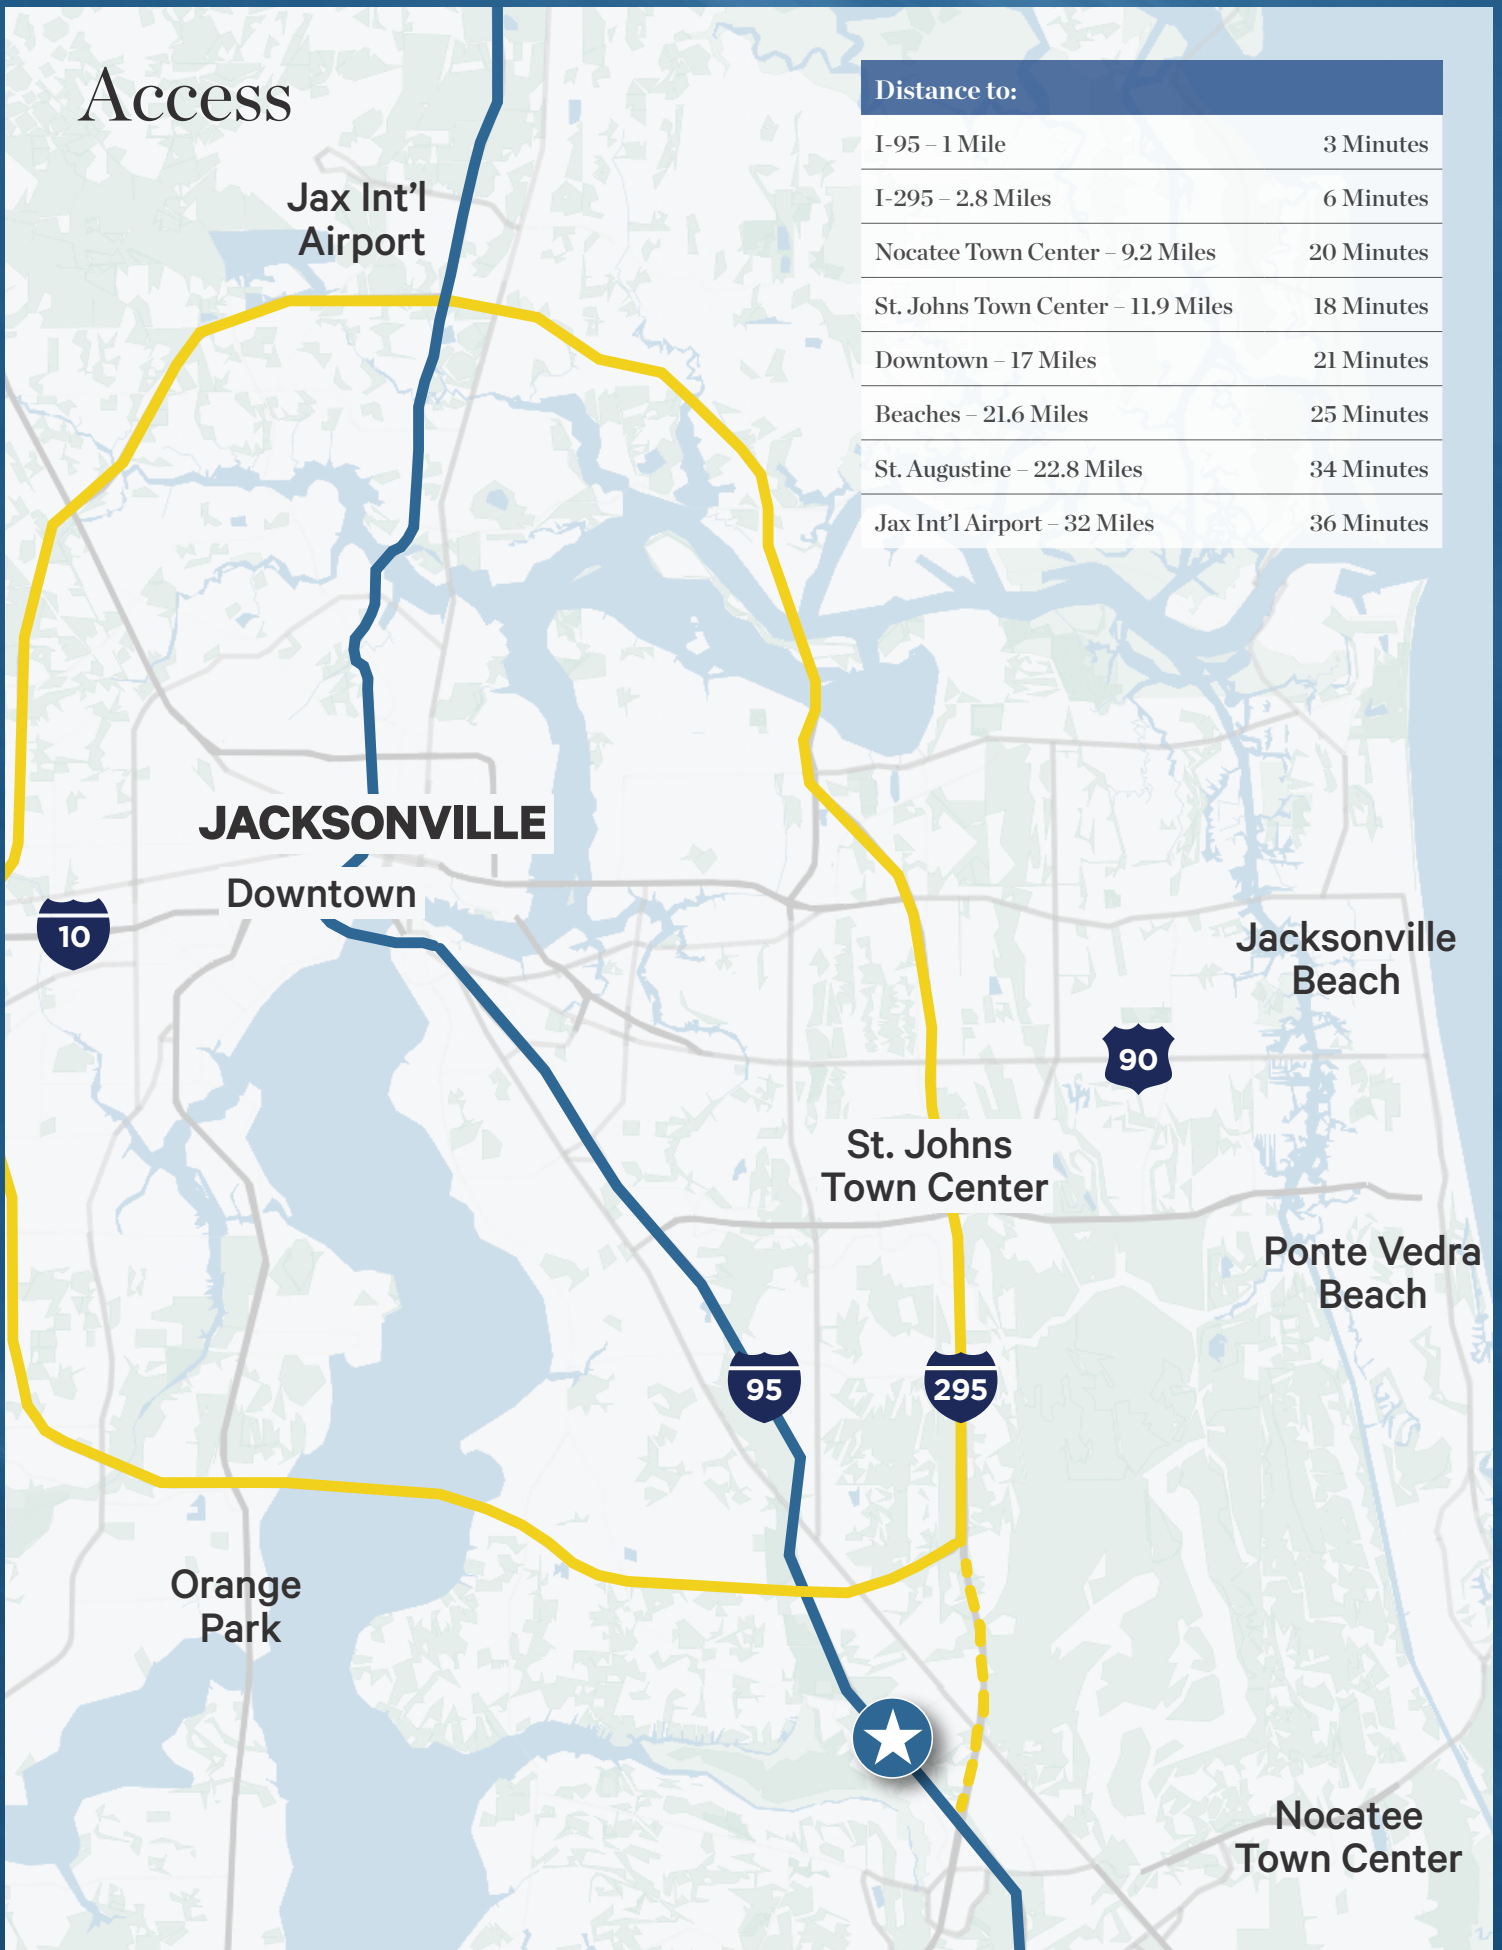 Access
Distance to:
I-95 – 1 Mile 3 Minutes
I-295 – 2.8 Miles 6 Minutes
Nocatee Town Center – 9.2 Miles 20 Minutes
St. Johns Town Center – 11.9 Miles 18 Minutes
Downtown – 17 Miles 21 Minutes
Beaches – 21.6 Miles 25 Minutes
St. Augustine – 22.8 Miles 34 Minutes
Jax Int’l Airport – 32 Miles 36 Minutes
Jax Int’l
Airport
JACKSONVILLE
Downtown
10
Jacksonville
Beach
90
St. Johns
Town Center
Ponte Vedra
Beach
95
295
Orange
Park
Nocatee
Town Center